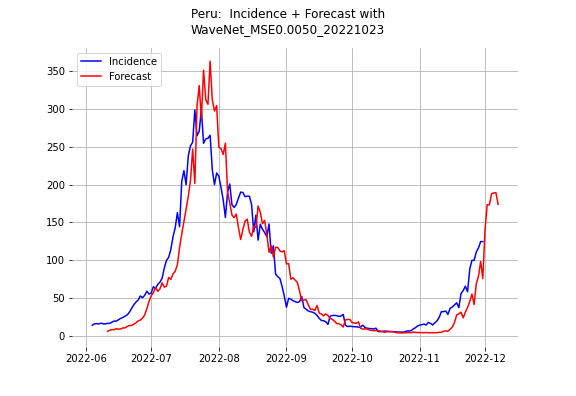 Peru:  Incidence + Forecast with
WaveNet_MSE0.0050_20221023
Incidence
Forecast
350
300
250
200
150
100
50
0
2022-06 2022-07 2022-08 2022-09 2022-10 2022-11 2022-12